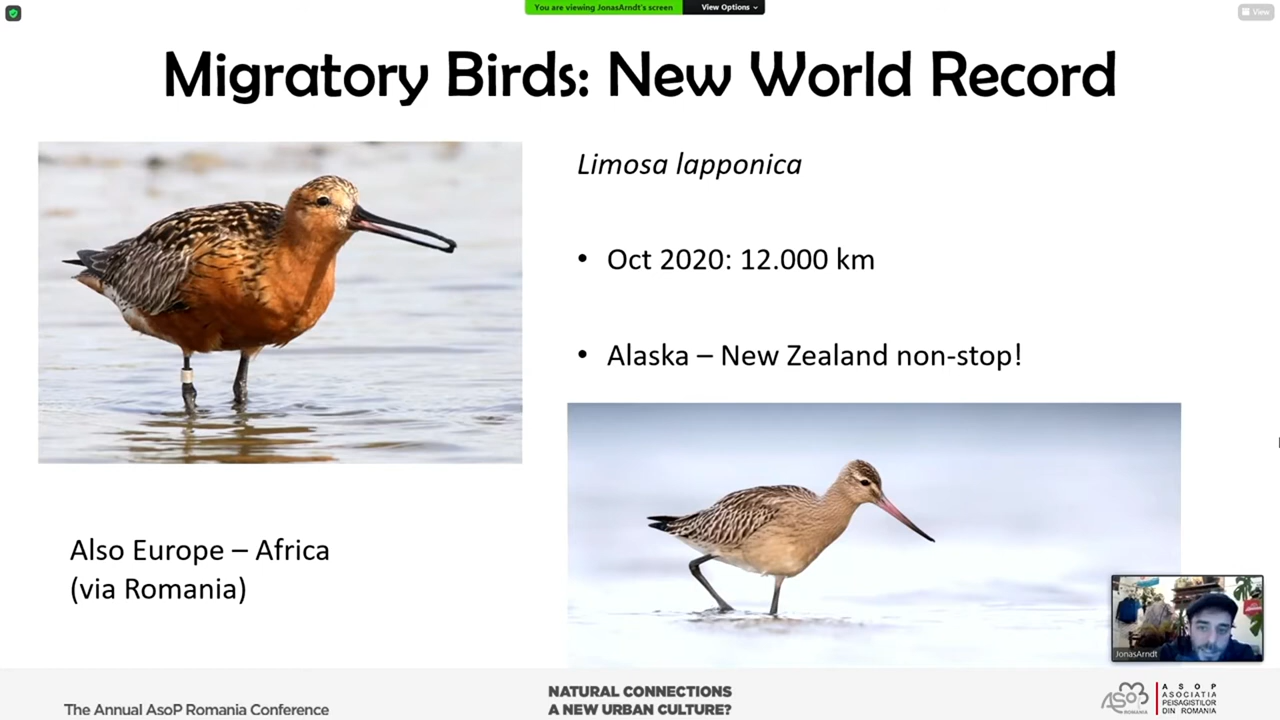 You are viewing JonasArndt's screen
View Options
View
Migratory Birds: New World Record
Limosa lapponica
• Oct 2020: 12.000 km
• Alaska – New Zealand non-stop!
Also Europe – Africa
(via Romania)
JonasArndt
The Annual AsoP Romania Conference
NATURAL CONNECTIONS
A NEW URBAN CULTURE?
ASOP
ROMANIA
ASOP
ASOCIATIA
PEISAGISTILOR
DIN ROMANIA